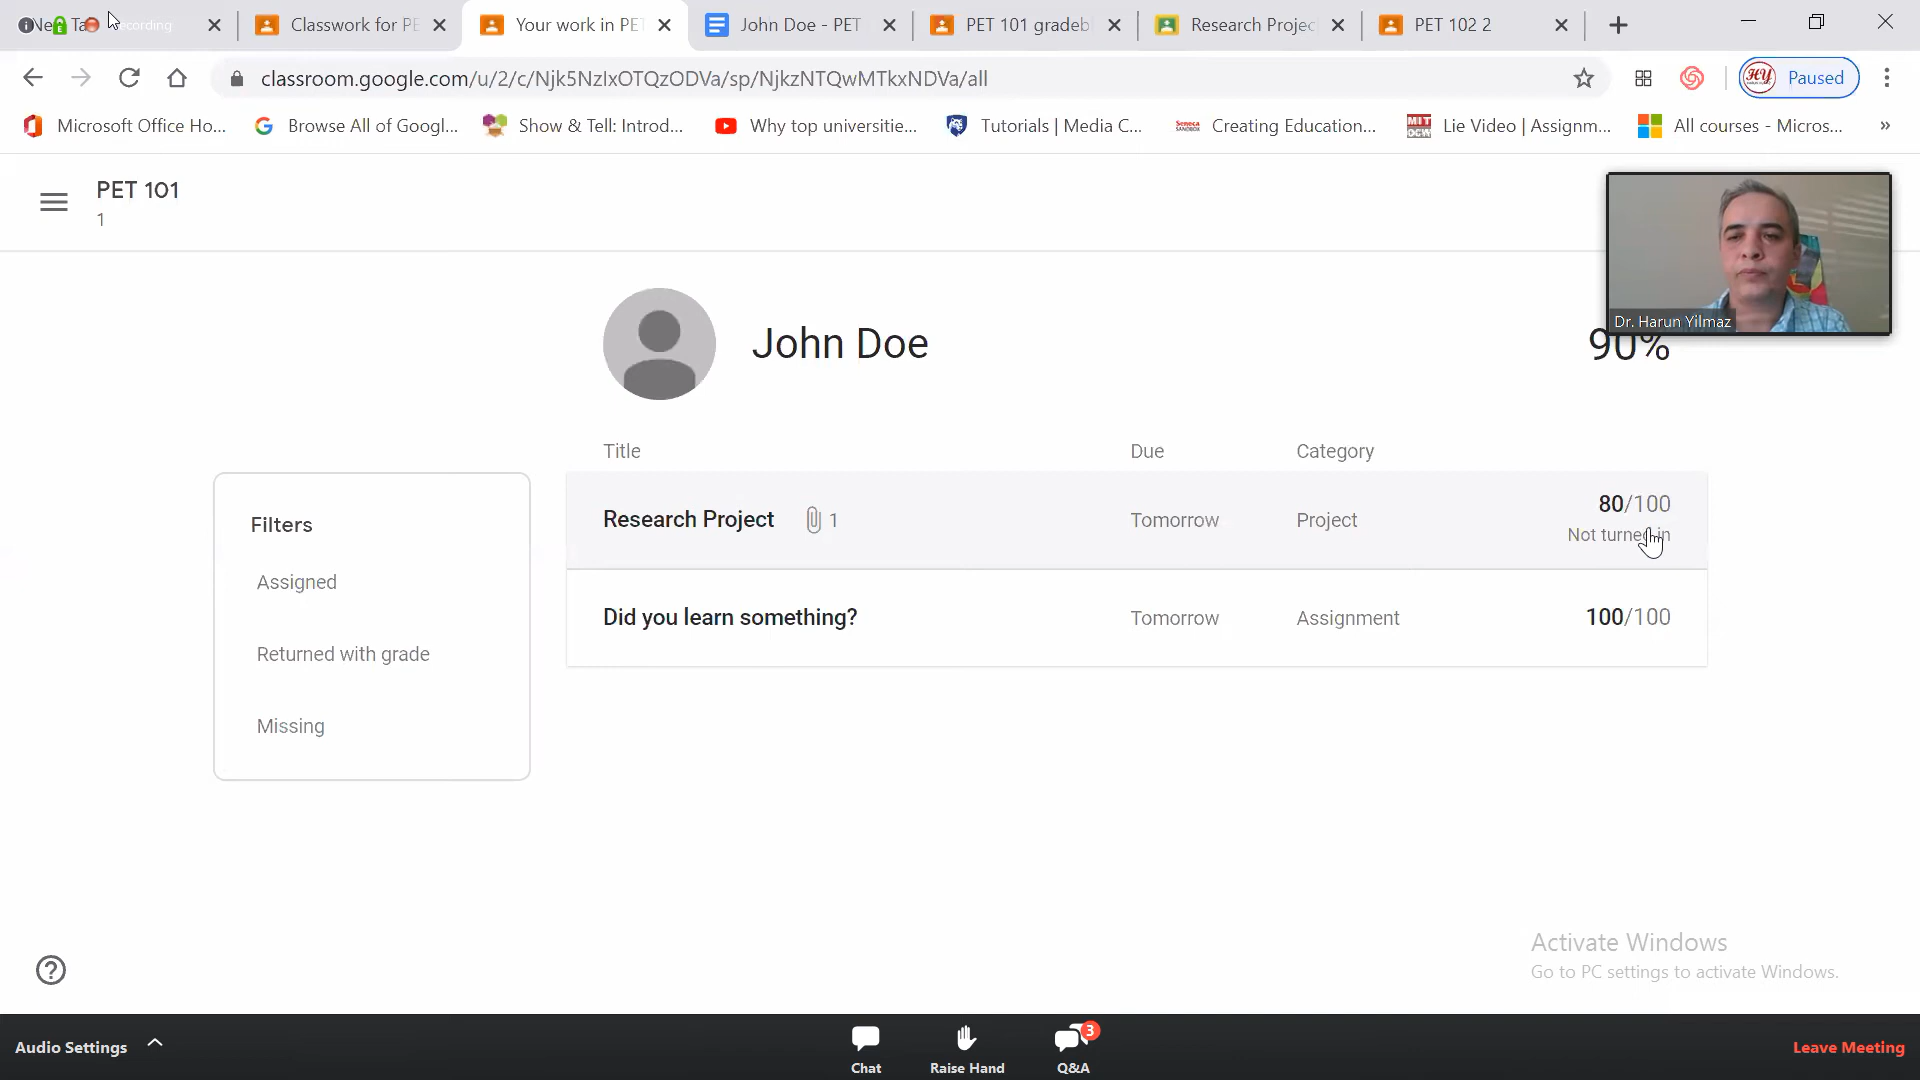 Classwork for PE
Your work in PE
John Doe - PET
PET 101 gradeb
Research Projec
PET 102 2
classroom.google.com/u/2/c/Njk5NzIxOTQzODVa/sp/NjkzNTQwMTkxNDVa/all
Paused
Microsoft Office Ho...
Browse All of Googl...
Show & Tell: Introd...
Why top universitie...
Tutorials | Media C...
Creating Education...
Lie Video | Assignm...
All courses - Micros...
PET 101
1
Dr. Harun Yilmaz
John Doe
90%
Title
Due
Category
Filters
Assigned
Returned with grade
Missing
Research Project
1
Tomorrow
Project
80/100
Not turned in
Did you learn something?
Tomorrow
Assignment
100/100
Activate Windows
Go to PC settings to activate Windows.
Audio Settings
Chat
Raise Hand
3
Q&A
Leave Meeting